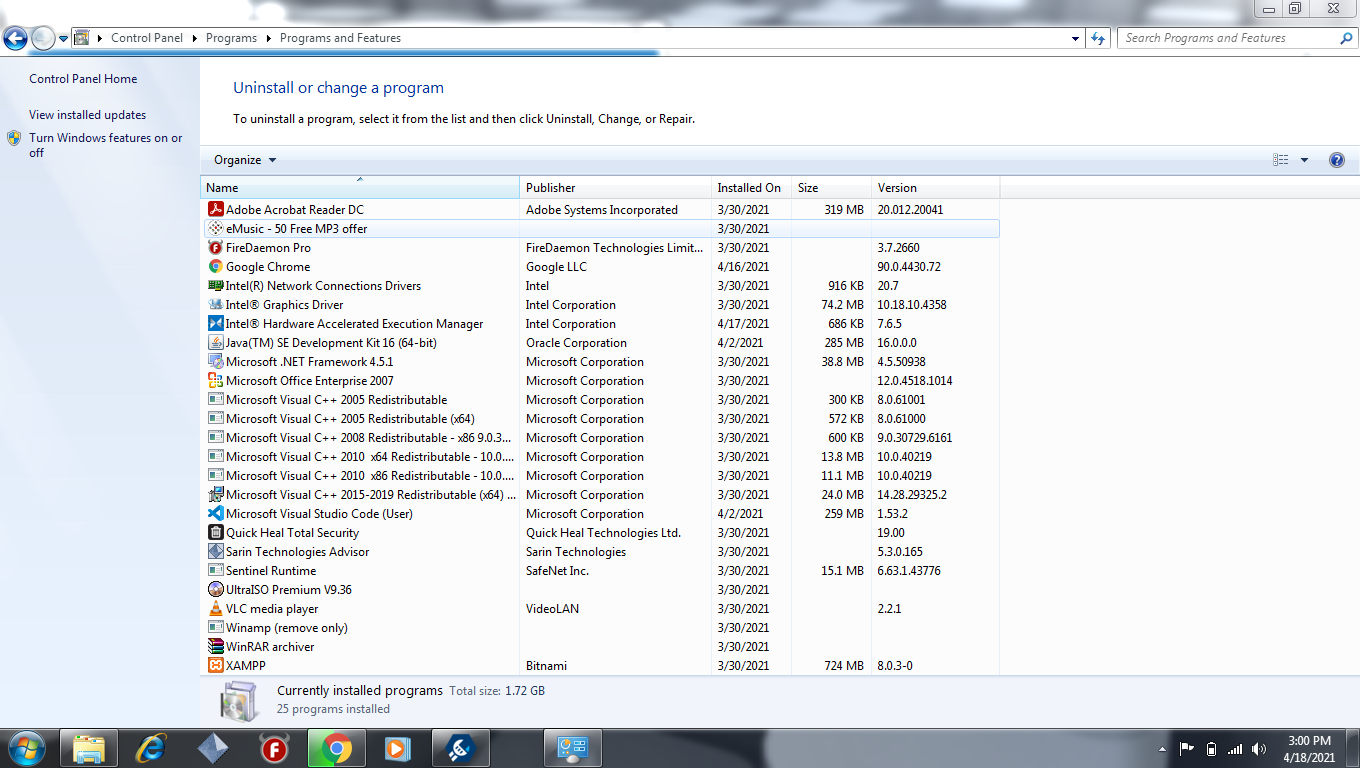 Control Panel Programs Programs and Features Search Programs and Features
Control Panel Home
View installed updates
Turn Windows features on or
off
Uninstall or change a program
To uninstall a program, select it from the list and then click Uninstall, Change, or Repair.
Organize
Name Publisher Installed On Size Version
Adobe Acrobat Reader DC Adobe Systems Incorporated 3/30/2021 319 MB 20.012.20041
eMusic - 50 Free MP3 offer 3/30/2021
FireDaemon Pro FireDaemon Technologies Limit... 3/30/2021 3.7.2660
Google Chrome Google LLC 4/16/2021 90.0.4430.72
Intel(R) Network Connections Drivers Intel 3/30/2021 916 KB 20.7
Intel® Graphics Driver Intel Corporation 3/30/2021 74.2 MB 10.18.10.4358
Intel® Hardware Accelerated Execution Manager Intel Corporation 4/17/2021 686 KB 7.6.5
Java(TM) SE Development Kit 16 (64-bit) Oracle Corporation 4/2/2021 285 MB 16.0.0.0
Microsoft .NET Framework 4.5.1 Microsoft Corporation 3/30/2021 38.8 MB 4.5.50938
Microsoft Office Enterprise 2007 Microsoft Corporation 3/30/2021 12.0.4518.1014
Microsoft Visual C++ 2005 Redistributable Microsoft Corporation 3/30/2021 300 KB 8.0.61001
Microsoft Visual C++ 2005 Redistributable (x64) Microsoft Corporation 3/30/2021 572 KB 8.0.61000
Microsoft Visual C++ 2008 Redistributable - x86 9.0.3... Microsoft Corporation 3/30/2021 600 KB 9.0.30729.6161
Microsoft Visual C++ 2010 x64 Redistributable - 10.0.... Microsoft Corporation 3/30/2021 13.8 MB 10.0.40219
Microsoft Visual C++ 2010 x86 Redistributable - 10.0.... Microsoft Corporation 3/30/2021 11.1 MB 10.0.40219
Microsoft Visual C++ 2015-2019 Redistributable (x64) ... Microsoft Corporation 3/30/2021 24.0 MB 14.28.29325.2
Microsoft Visual Studio Code (User) Microsoft Corporation 4/2/2021 259 MB 1.53.2
Quick Heal Total Security Quick Heal Technologies Ltd. 3/30/2021 19.00
Sarin Technologies Advisor Sarin Technologies 3/30/2021 5.3.0.165
Sentinel Runtime SafeNet Inc. 3/30/2021 15.1 MB 6.63.1.43776
UltraISO Premium V9.36 3/30/2021
VLC media player VideoLAN 3/30/2021 2.2.1
Winamp (remove only) 3/30/2021
WinRAR archiver 3/30/2021
XAMPP Bitnami 3/30/2021 724 MB 8.0.3-0
Currently installed programs Total size: 1.72 GB
25 programs installed
3:00 PM
4/18/2021